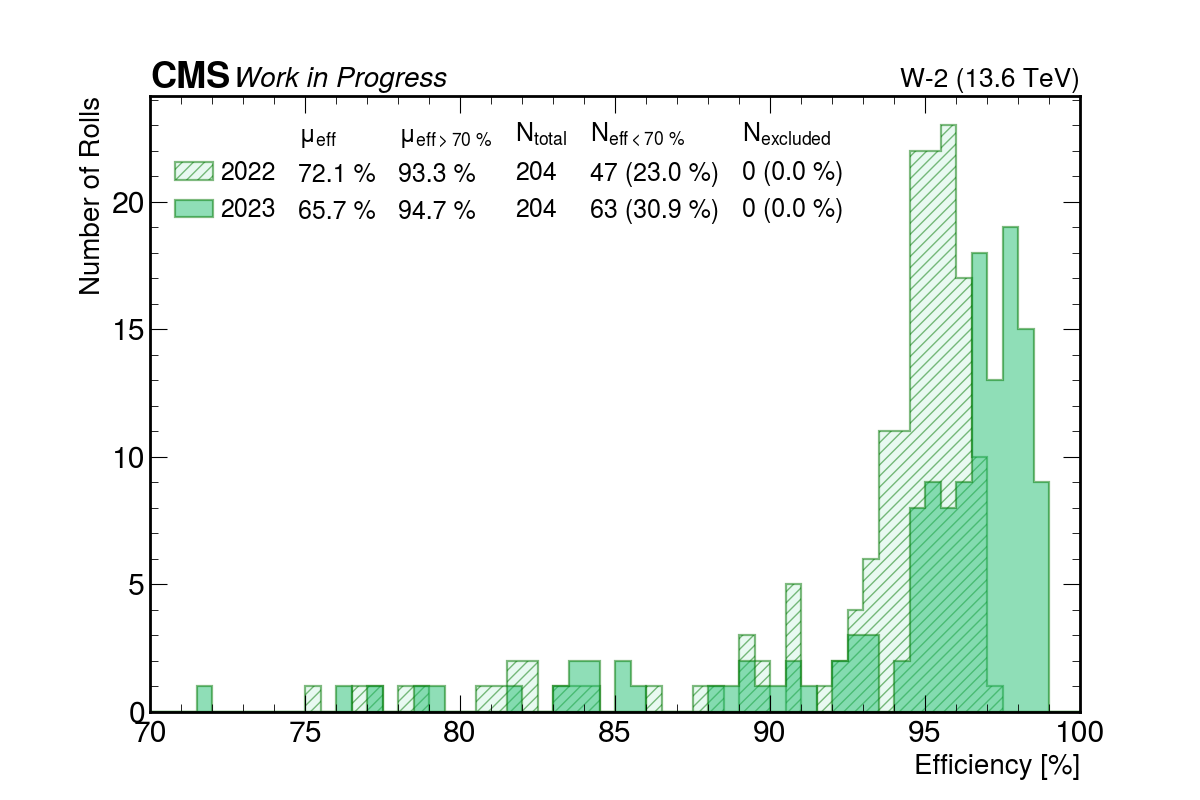 CMS Work in Progress W-2 (13.6 TeV)
Number of Rolls
μeff μeff > 70 % Ntotal Neff < 70 % Nexcluded
2022 72.1 % 93.3 % 204 47 (23.0 %) 0 (0.0 %)
2023 65.7 % 94.7 % 204 63 (30.9 %) 0 (0.0 %)
20
15
10
5
0
70 75 80 85 90 95 100
Efficiency [%]